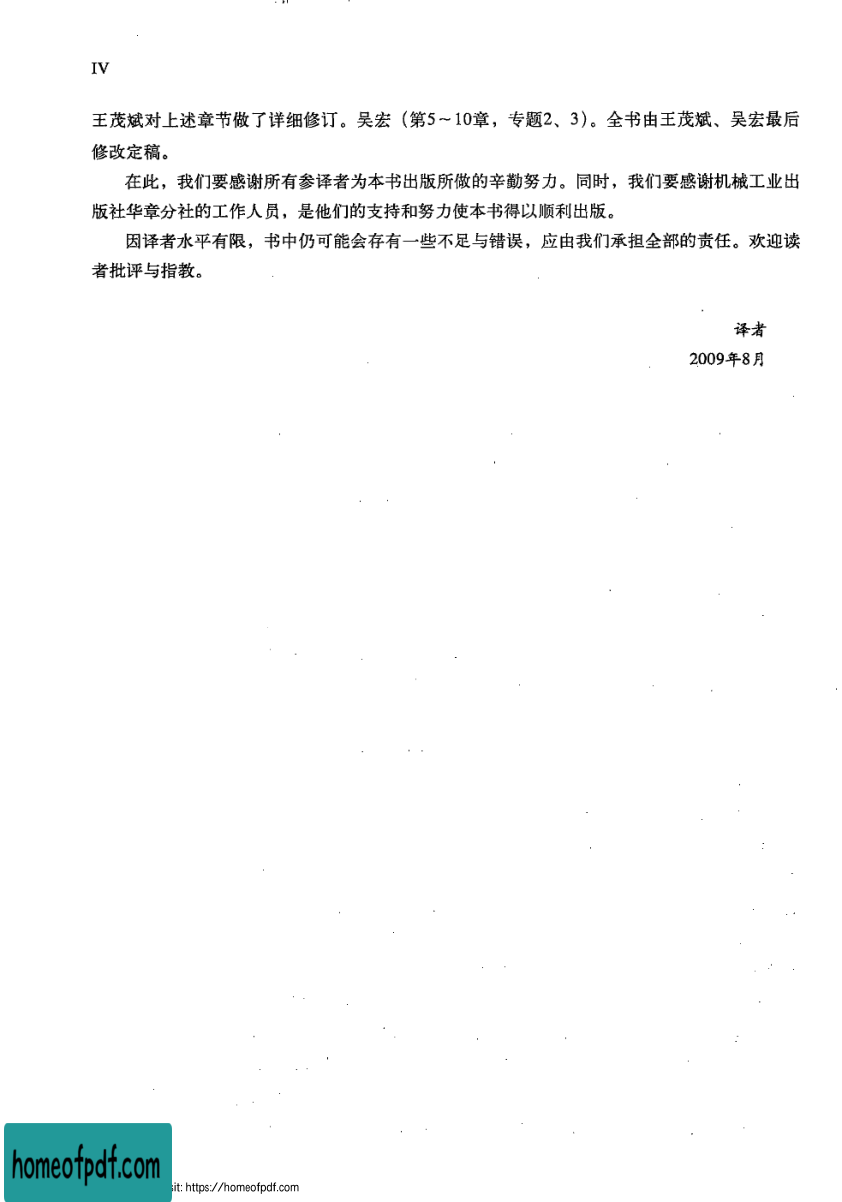 IV
王茂斌对上述章节做了详细修订。吴宏（第5～10章，专题2、3）。全书由王茂斌、吴宏最后
修改定稿。
在此，我们要感谢所有参译者为本书出版所做的辛勤努力。同时，我们要感谢机械工业出
版社华章分社的工作人员，是他们的支持和努力使本书得以顺利出版。
因译者水平有限，书中仍可能会存有一些不足与错误，应由我们承担全部的责任。欢迎读
者批评与指教。
译者
2009年8月
homeofpdf.com
sit: https://homeofpdf.com